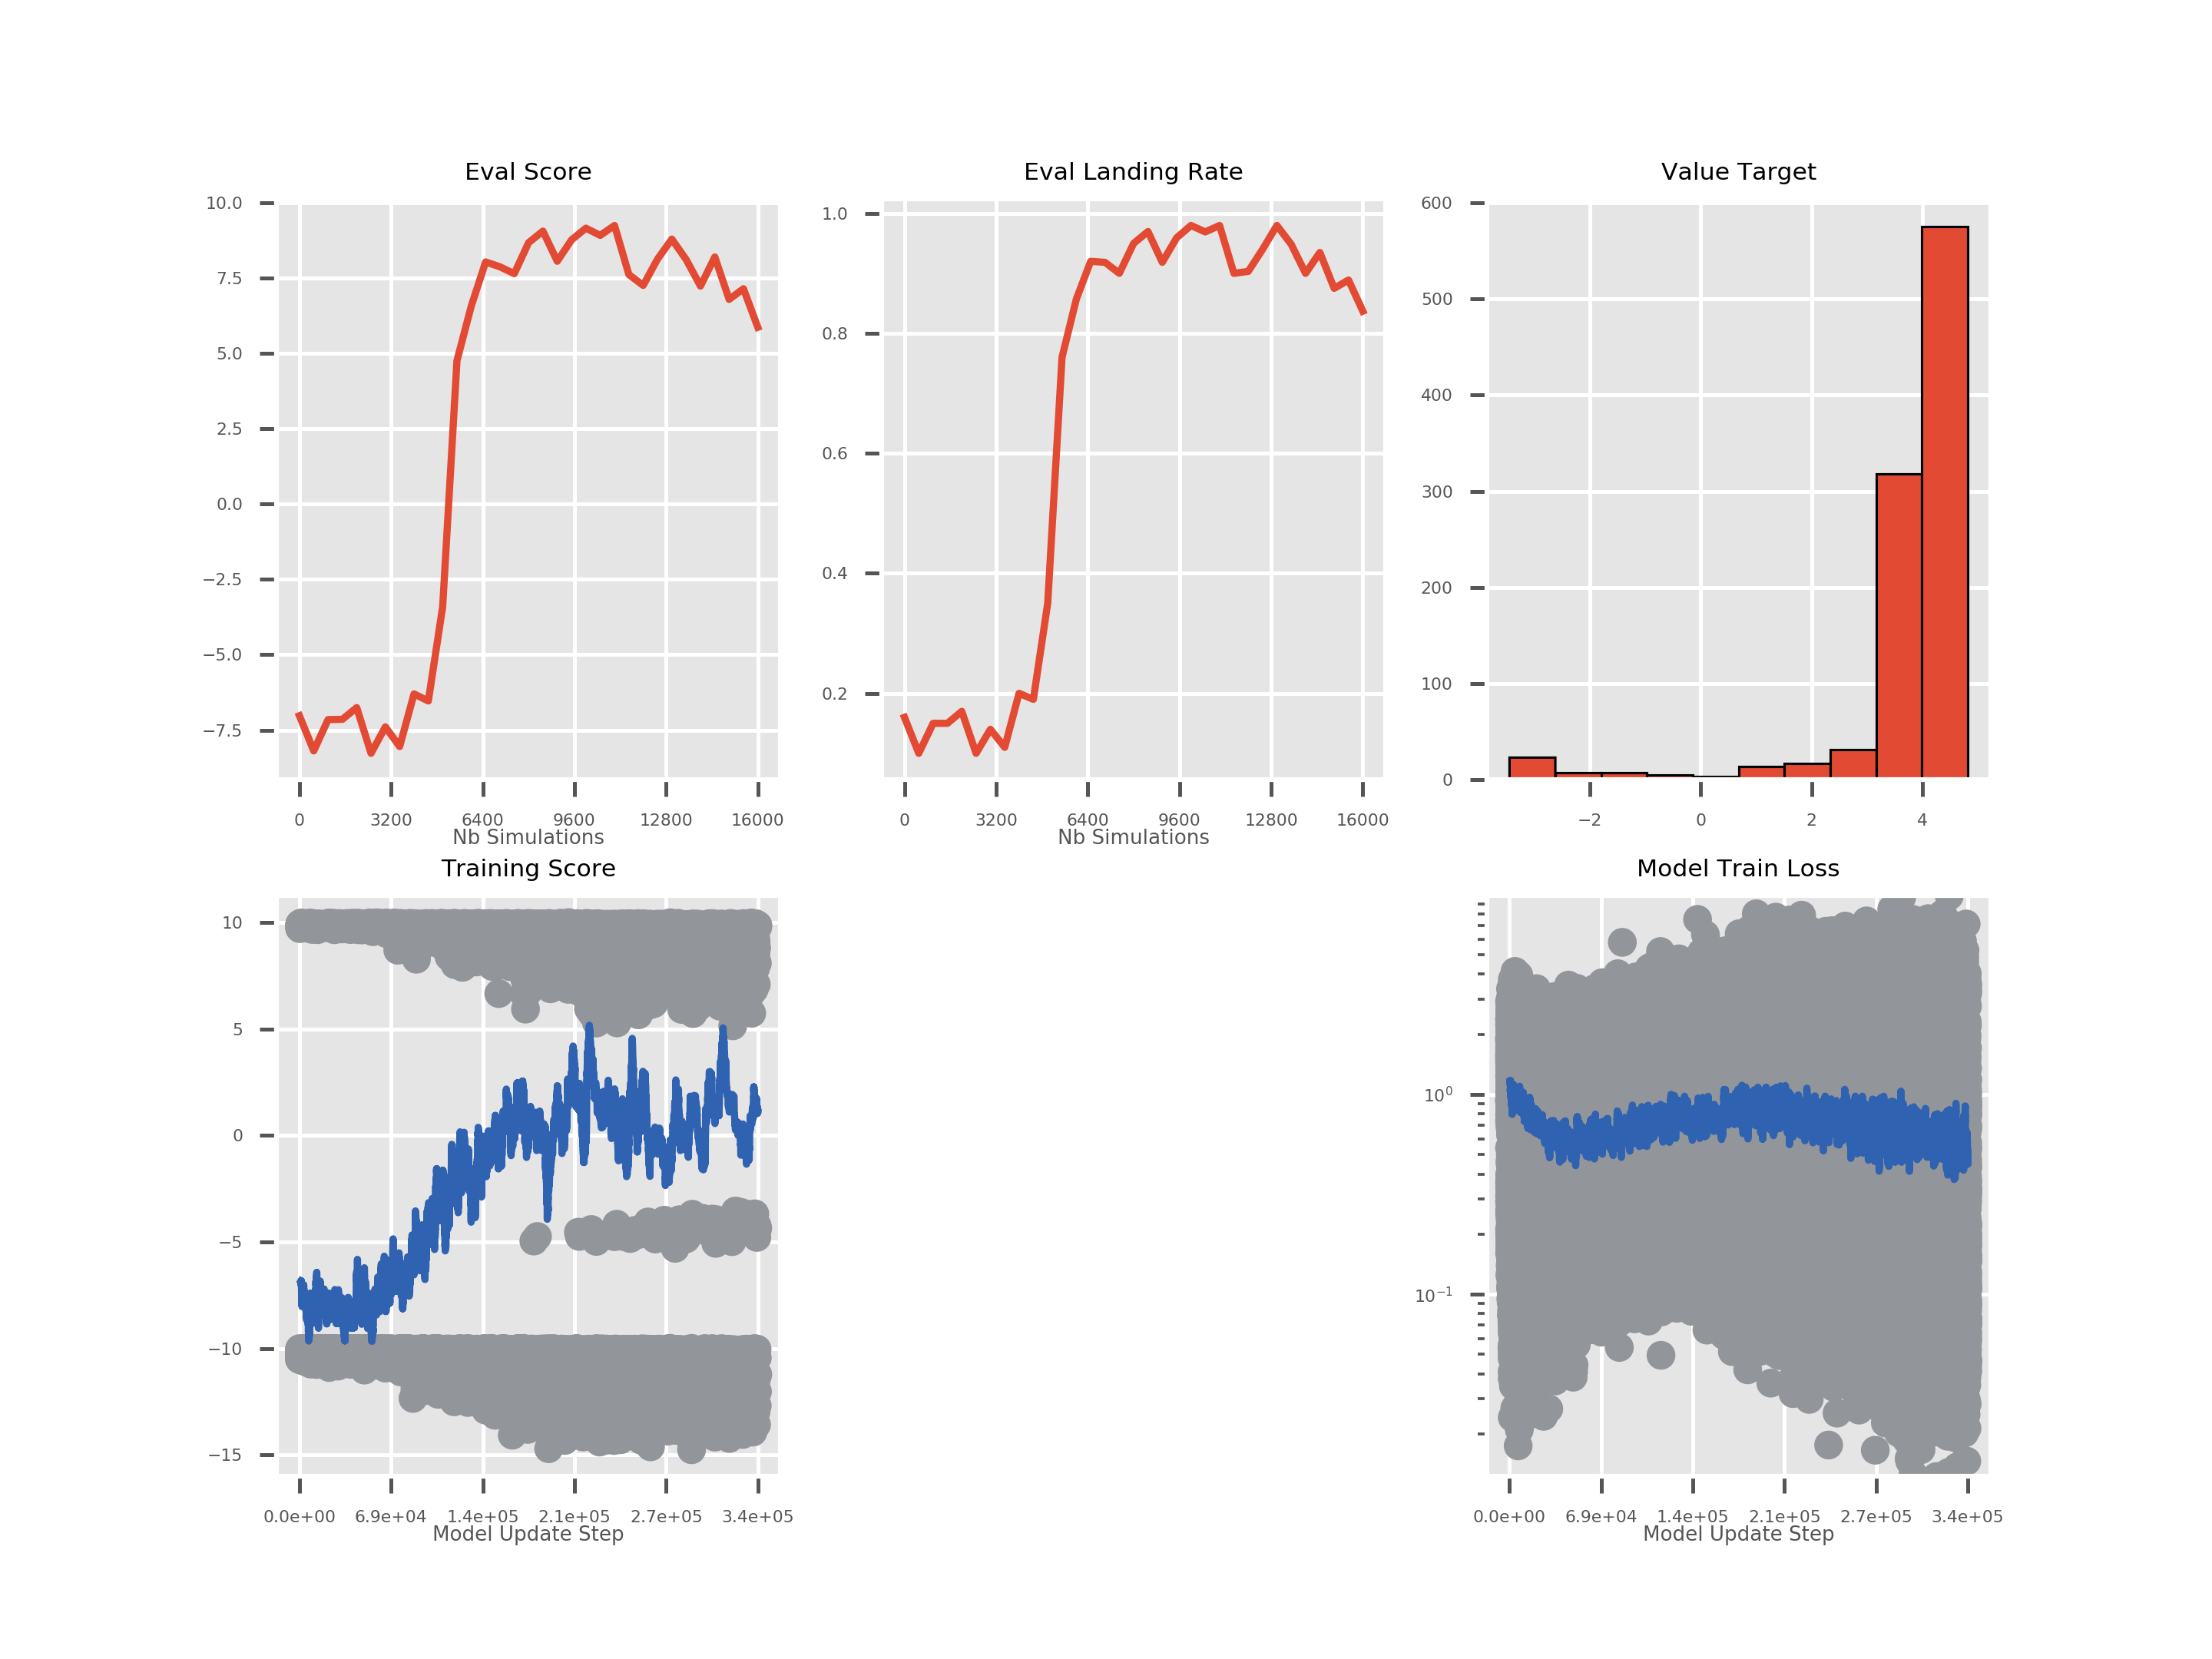 Eval Score
10.0
7.5
5.0
2.5
0.0
−2.5
−5.0
−7.5
0 3200 6400 9600 12800 16000
Nb Simulations
Eval Landing Rate
1.0
0.8
0.6
0.4
0.2
0 3200 6400 9600 12800 16000
Nb Simulations
Value Target
600
500
400
300
200
100
0
−2 0 2 4
Training Score
10
5
0
−5
−10
−15
0.0e+00 6.9e+04 1.4e+05 2.1e+05 2.7e+05 3.4e+05
Model Update Step
Model Train Loss
10⁰
10⁻¹
0.0e+00 6.9e+04 1.4e+05 2.1e+05 2.7e+05 3.4e+05
Model Update Step